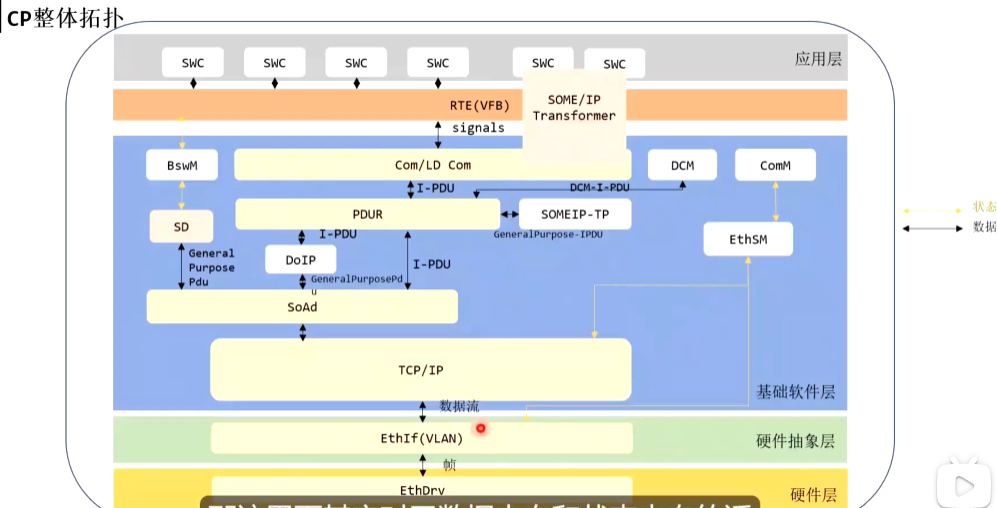 CP整体拓扑
SWC SWC SWC SWC SWC SWC 应用层
RTE(VFB)
SOME/IP
Transformer
signals
BswM Com/LD Com DCM ComM
I-PDU DCM-I-PDU
SD PDUR SOMEIP-TP EthSM
GeneralPurpose-IPDU
状态
数据
General
Purpose
Pdu
I-PDU
DoIP
I-PDU
GeneralPurposePd
u
SoAd
TCP/IP
基础软件层
数据流
EthIf(VLAN) 硬件抽象层
帧
EthDrv 硬件层